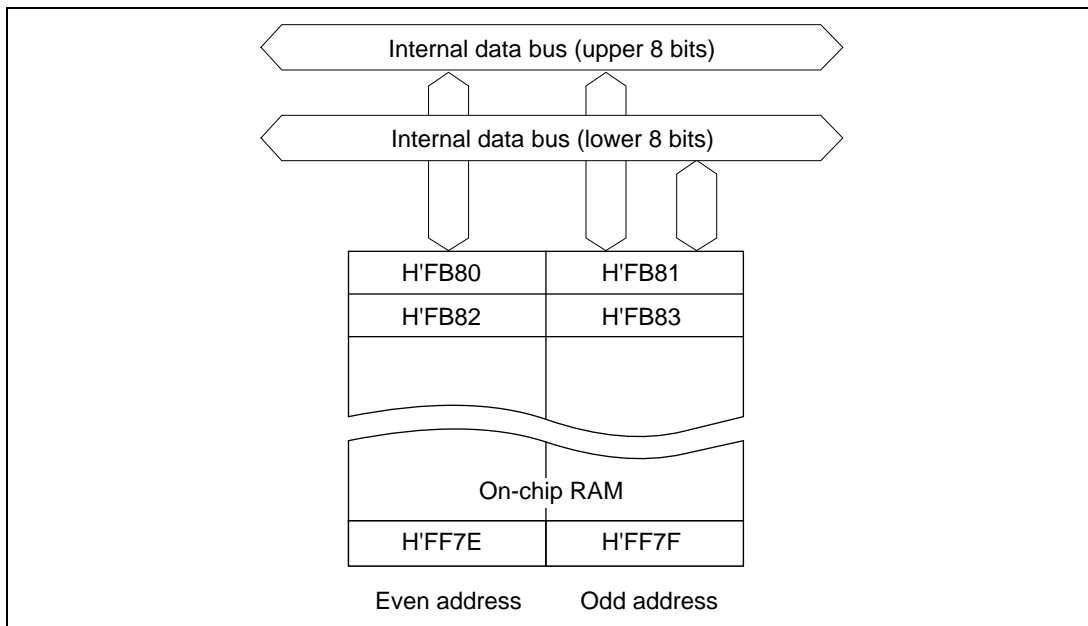 Internal data bus (upper 8 bits)
Internal data bus (lower 8 bits)
H'FB80 H'FB81
H'FB82 H'FB83
On-chip RAM
H'FF7E H'FF7F
Even address Odd address